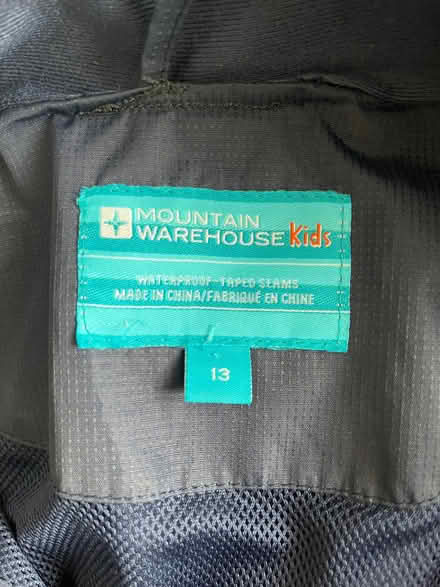 MOUNTAIN
WAREHOUSE Kids
WATERPROOF-TAPED SEAMS
MADE IN CHINA/FABRIQUÉ EN CHINE
13